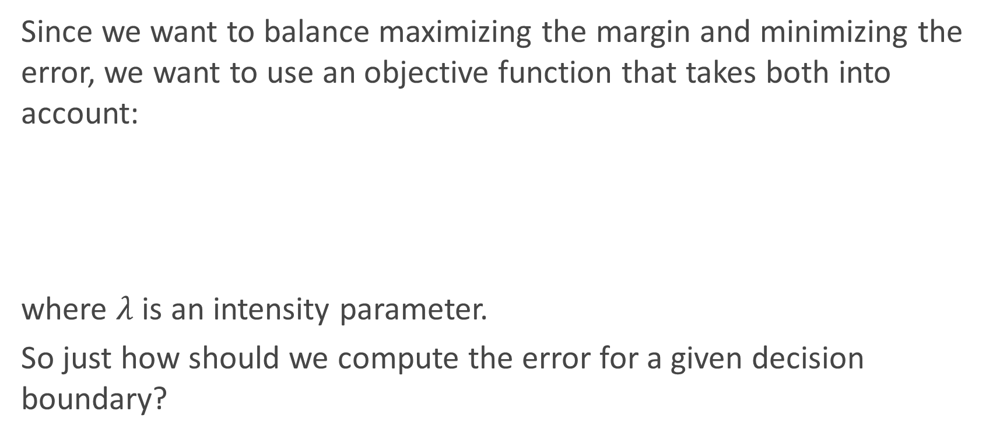 Since we want to balance maximizing the margin and minimizing the
error, we want to use an objective function that takes both into
account:
where λ is an intensity parameter.
So just how should we compute the error for a given decision
boundary?